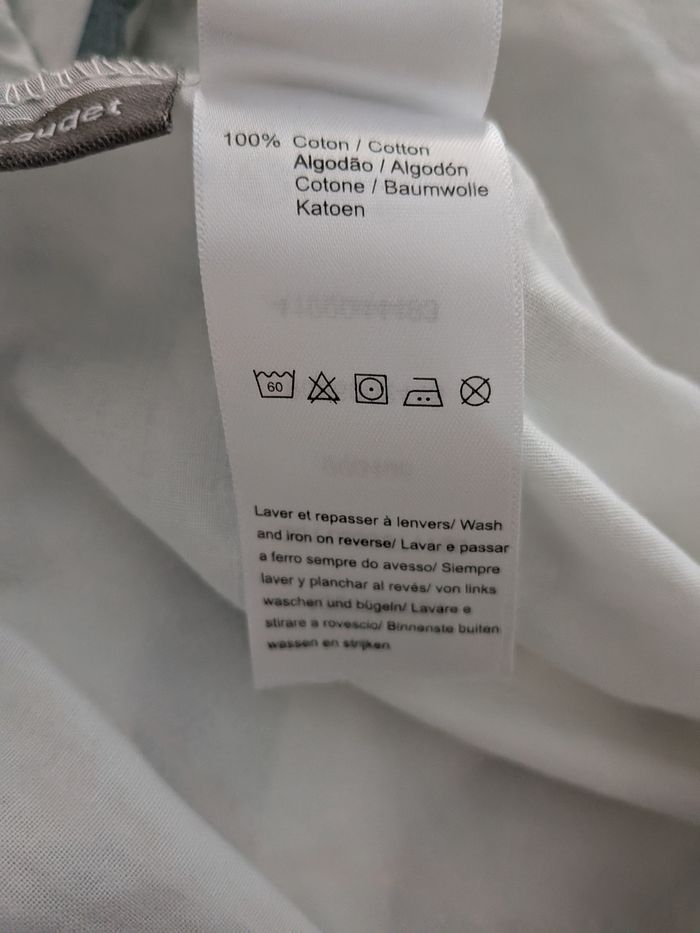 100% Coton / Cotton
Algodão / Algodón
Cotone / Baumwolle
Katoen
60
Laver et repasser à lenvers/ Wash
and iron on reverse/ Lavar e passar
a ferro sempre do avesso/ Siempre
laver y planchar al revés/ von links
waschen und bügeln/ Lavare e
stirare a rovescio/ Binnenste buiten
wassen en strijken